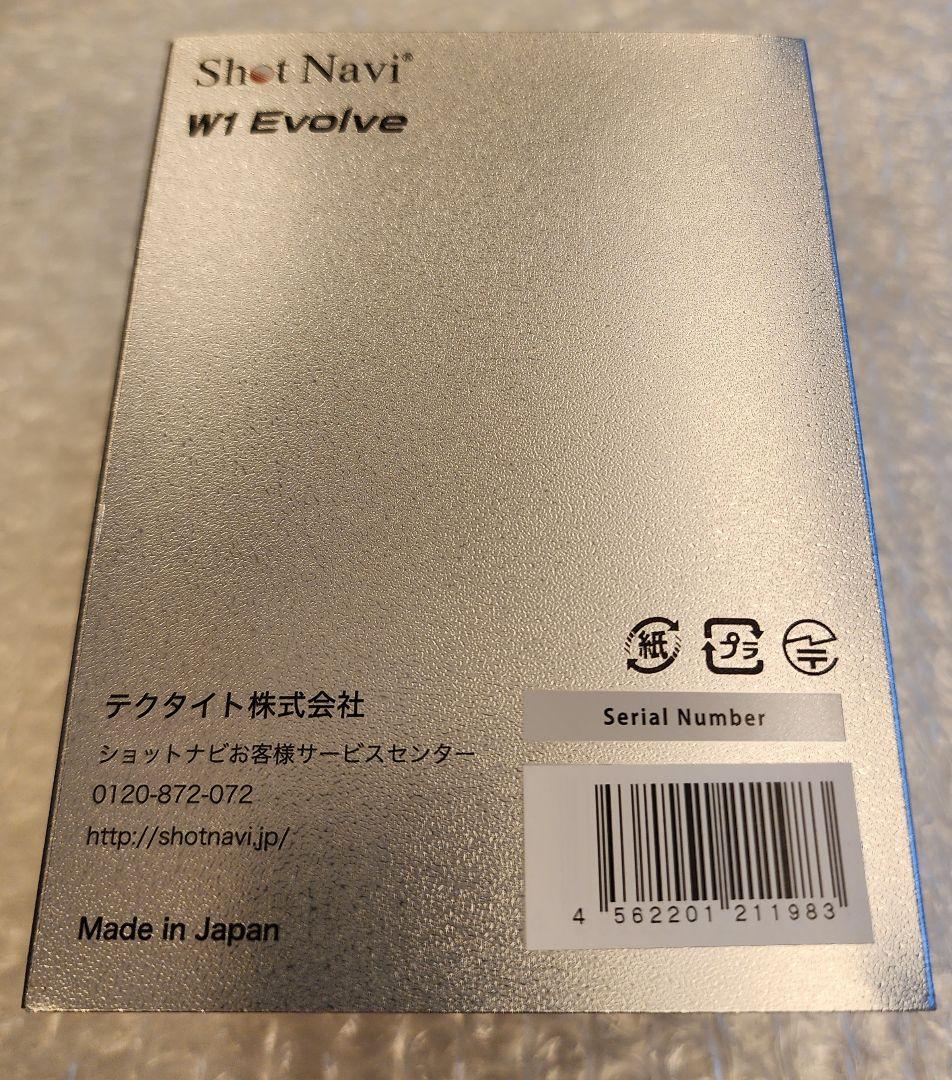 Shot Navi®
W1 Evolve
紙
プラ
テクタイト株式会社
Serial Number
ショットナビお客様サービスセンター
0120-872-072
http://shotnavi.jp/
4 562201 211983
Made in Japan